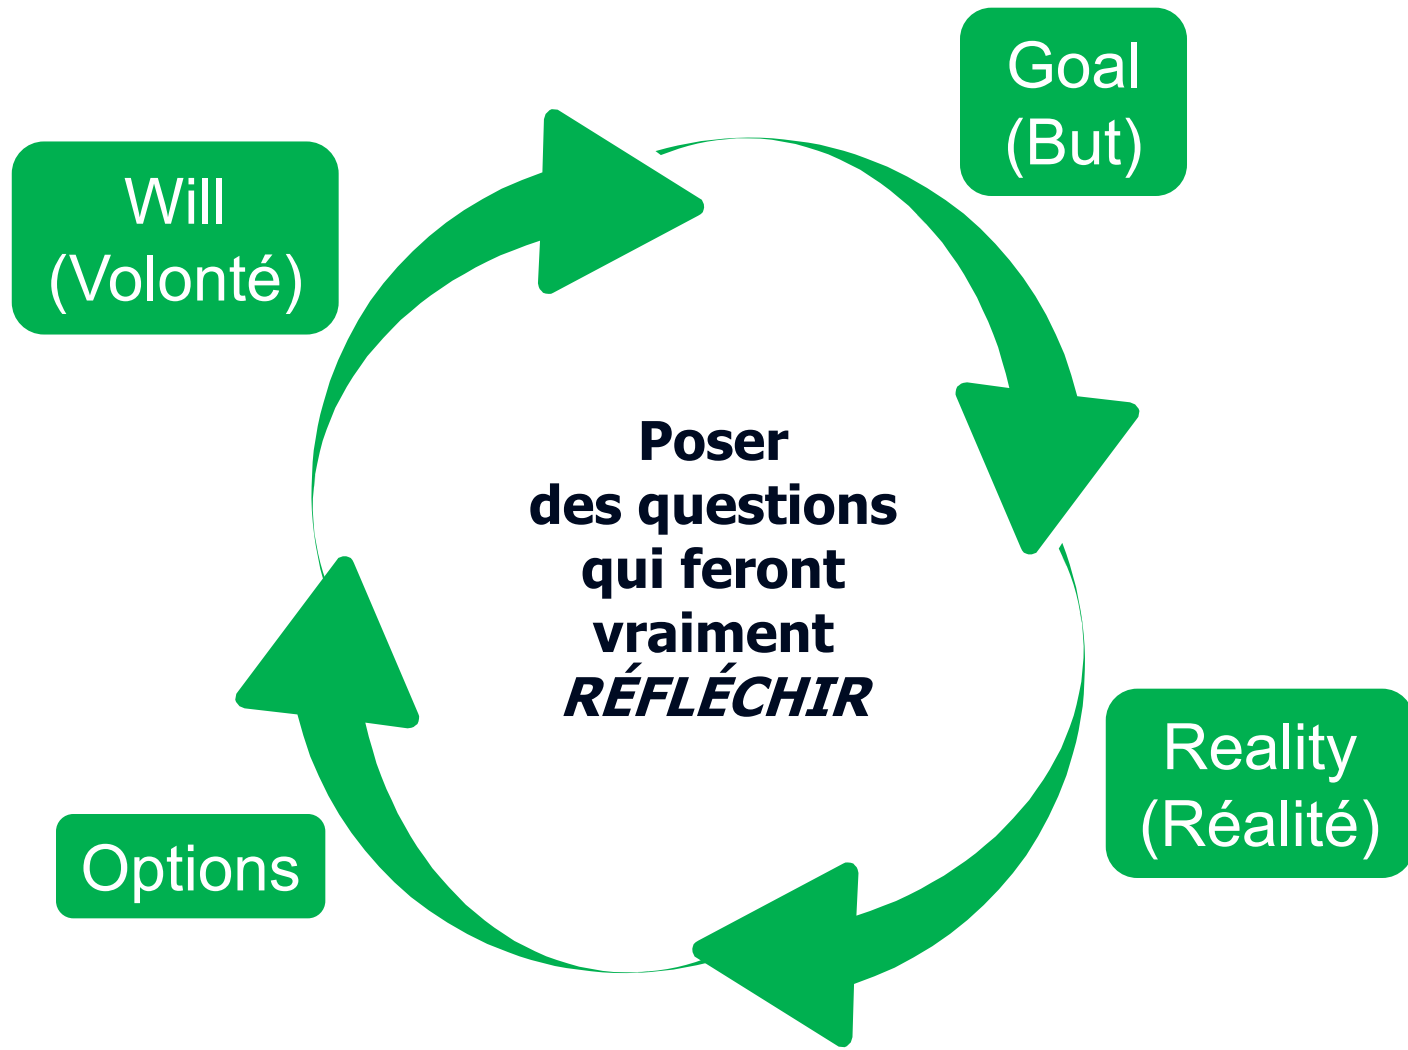 Goal
(But)
Will
(Volonté)
Poser
des questions
qui feront
vraiment
RÉFLÉCHIR
Reality
(Réalité)
Options